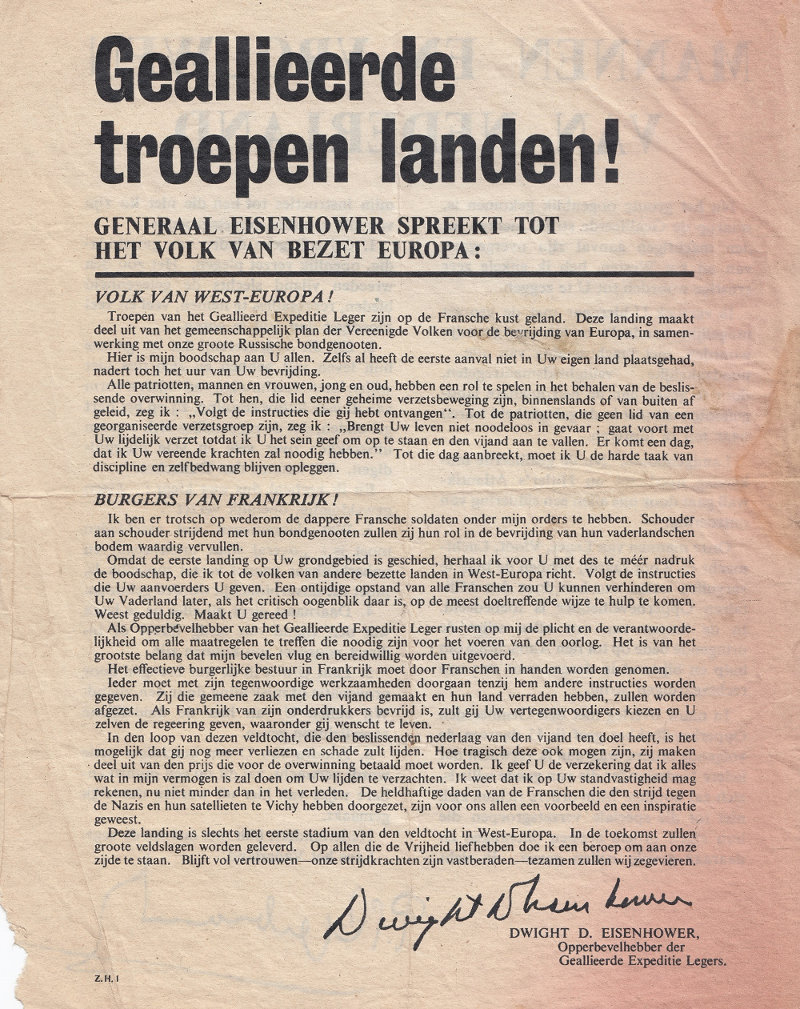 Geallieerde
troepen landen!
GENERAAL EISENHOWER SPREEKT TOT
HET VOLK VAN BEZET EUROPA:
VOLK VAN WEST-EUROPA!
Troepen van het Geallieerd Expeditie Leger zijn op de Fransche kust geland. Deze landing maakt
deel uit van het gemeenschappelijk plan der Vereenigde Volken voor de bevrijding van Europa, in samen-
werking met onze groote Russische bondgenooten.
Hier is mijn boodschap aan U allen. Zelfs al heeft de eerste aanval niet in Uw eigen land plaatsgehad,
nadert toch het uur van Uw bevrijding.
Alle patriotten, mannen en vrouwen, jong en oud, hebben een rol te spelen in het behalen van de beslis-
sende overwinning. Tot hen, die lid eener geheime verzetsbeweging zijn, binnenslands of van buiten af
geleid, zeg ik : „Volgt de instructies die gij hebt ontvangen“. Tot de patriotten, die geen lid van een
georganiseerde verzetsgroep zijn, zeg ik : „Brengt Uw leven niet noodeloos in gevaar ; gaat voort met
Uw lijdelijk verzet totdat ik U het sein geef om op te staan en den vijand aan te vallen. Er komt een dag,
dat ik Uw vereende krachten zal noodig hebben.” Tot die dag aanbreekt, moet ik U de harde taak van
discipline en zelfbedwang blijven opleggen.
BURGERS VAN FRANKRIJK!
Ik ben er trotsch op wederom de dappere Fransche soldaten onder mijn orders te hebben. Schouder
aan schouder strijdend met hun bondgenooten zullen zij hun rol in de bevrijding van hun vaderlandschen
bodem waardig vervullen.
Omdat de eerste landing op Uw grondgebied is geschied, herhaal ik voor U met des te méér nadruk
de boodschap, die ik tot de volken van andere bezette landen in West-Europa richt. Volgt de instructies
die Uw aanvoerders U geven. Een ontijdige opstand van alle Franschen zou U kunnen verhinderen om
Uw Vaderland later, als het critisch oogenblik daar is, op de meest doeltreffende wijze te hulp te komen.
Weest geduldig. Maakt U gereed !
Als Opperbevelhebber van het Geallieerde Expeditie Leger rusten op mij de plicht en de verantwoorde-
lijkheid om alle maatregelen te treffen die noodig zijn voor het voeren van den oorlog. Het is van het
grootste belang dat mijn bevelen vlug en bereidwillig worden uitgevoerd.
Het effectieve burgerlijke bestuur in Frankrijk moet door Franschen in handen worden genomen.
Ieder moet met zijn tegenwoordige werkzaamheden doorgaan tenzij hem andere instructies worden
gegeven. Zij die gemeene zaak met den vijand gemaakt en hun land verraden hebben, zullen worden
afgezet. Als Frankrijk van zijn onderdrukkers bevrijd is, zult gij Uw vertegenwoordigers kiezen en U
zelven de regeering geven, waaronder gij wenscht te leven.
In den loop van dezen veldtocht, die den beslissenden nederlaag van den vijand ten doel heeft, is het
mogelijk dat gij nog meer verliezen en schade zult lijden. Hoe tragisch deze ook mogen zijn, zij maken
deel uit van den prijs die voor de overwinning betaald moet worden. Ik geef U de verzekering dat ik alles
wat in mijn vermogen is zal doen om Uw lijden te verzachten. Ik weet dat ik op Uw standvastigheid mag
rekenen, nu niet minder dan in het verleden. De heldhaftige daden van de Franschen die den strijd tegen
de Nazis en hun satellieten te Vichy hebben doorgezet, zijn voor ons allen een voorbeeld en een inspiratie
geweest.
Deze landing is slechts het eerste stadium van den veldtocht in West-Europa. In de toekomst zullen
groote veldslagen worden geleverd. Op allen die de Vrijheid liefhebben doe ik een beroep om aan onze
zijde te staan. Blijft vol vertrouwen—onze strijdkrachten zijn vastberaden—tezamen zullen wij zegevieren.
Dwight D Eisenhower
DWIGHT D. EISENHOWER,
Opperbevelhebber der
Geallieerde Expeditie Legers.
Z.H.1